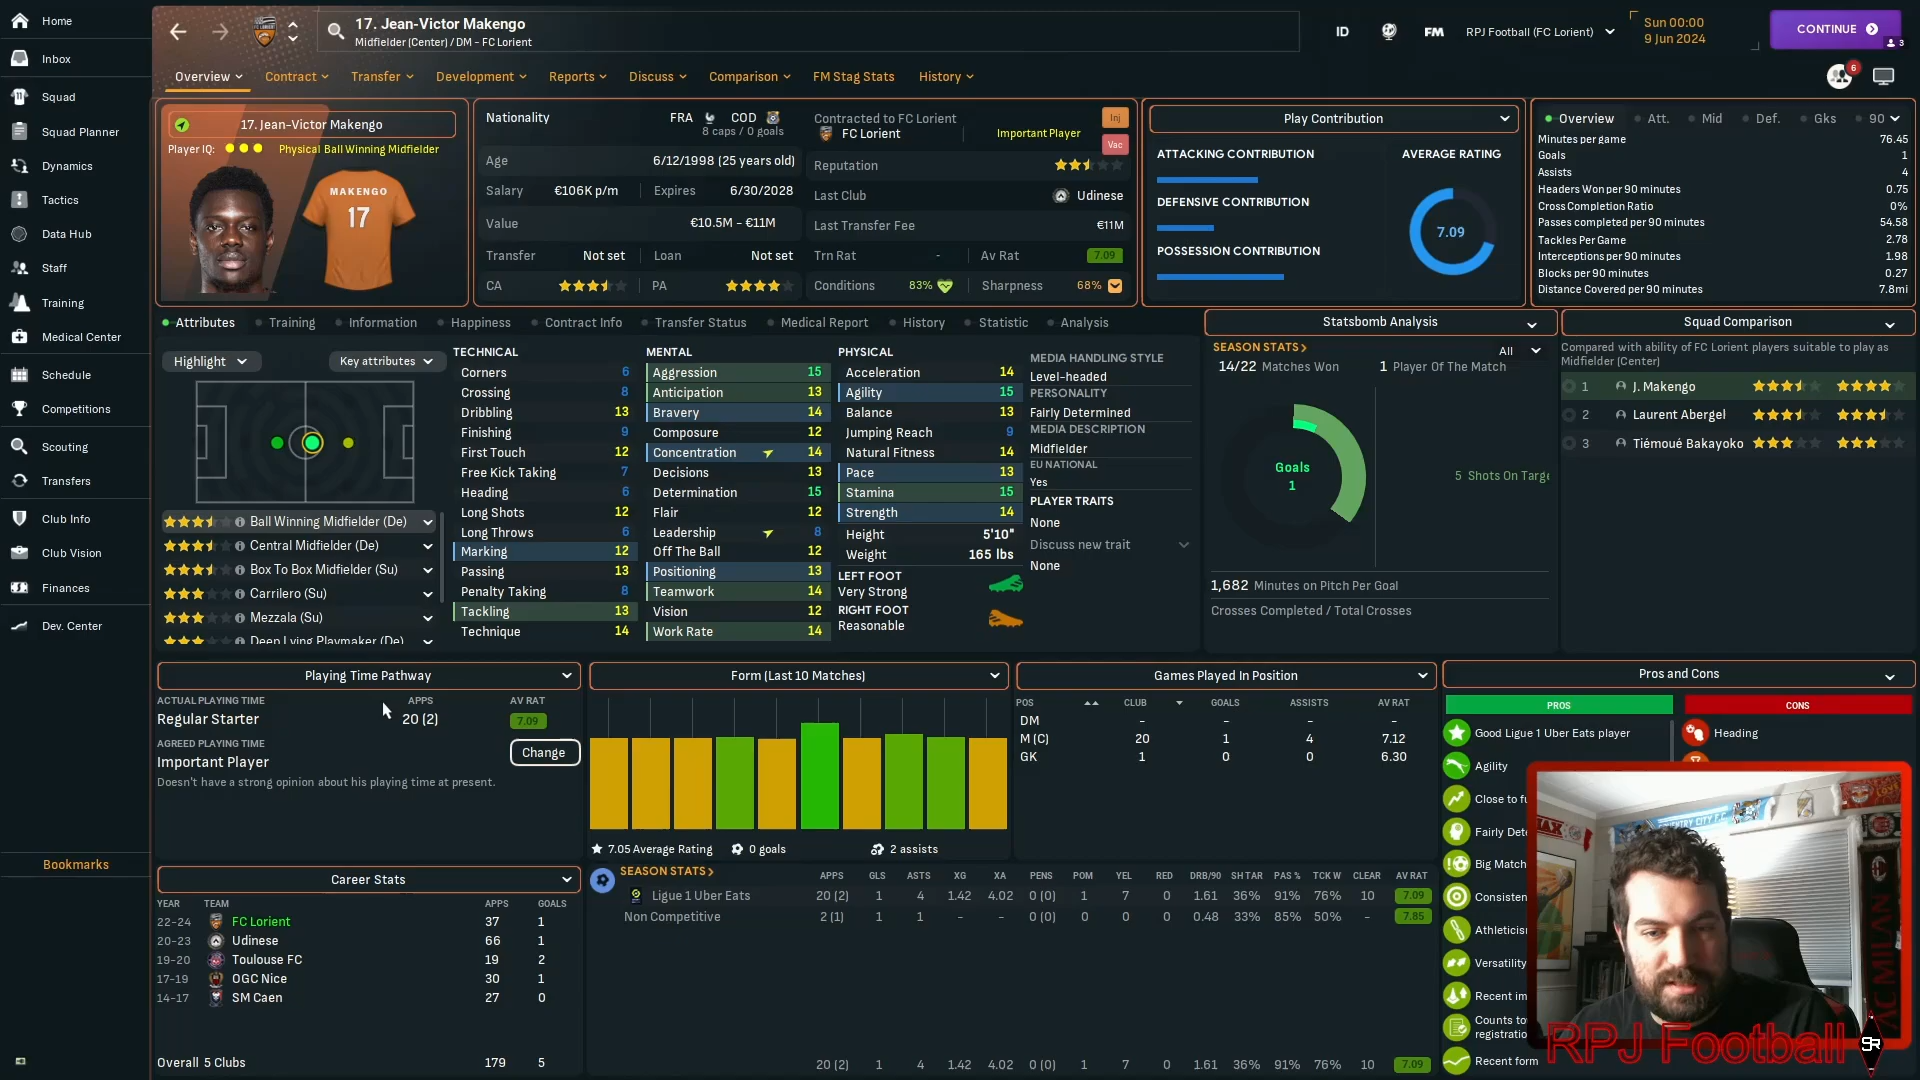 Home
Inbox
Squad
Squad Planner
Dynamics
Tactics
Data Hub
Staff
Training
Medical Center
Schedule
Competitions
Scouting
Transfers
Club Info
Club Vision
Finances
Dev. Center
Bookmarks
17. Jean-Victor Makengo
Midfielder (Center) / DM - FC Lorient
ID
FM
RPJ Football (FC Lorient)
Sun 00:00
9 Jun 2024
CONTINUE
3
Overview Contract Transfer Development Reports Discuss Comparison FM Stag Stats History
6
17. Jean-Victor Makengo
Player IQ: Physical Ball Winning Midfielder
MAKENGO
17
Nationality FRA COD
8 caps / 0 goals
Age 6/12/1998 (25 years old)
Salary €106K p/m Expires 6/30/2028
Value €10.5M - €11M
Transfer Not set Loan Not set
CA PA
Contracted to FC Lorient
FC Lorient Important Player
Inj
Vac
Reputation
Last Club Udinese
Last Transfer Fee €11M
Trn Rat - Av Rat 7.09
Conditions 83% Sharpness 68%
Play Contribution
ATTACKING CONTRIBUTION
DEFENSIVE CONTRIBUTION
POSSESSION CONTRIBUTION
AVERAGE RATING
7.09
Overview Att. Mid Def. Gks 90
Minutes per game 76.45
Goals 1
Assists 4
Headers Won per 90 minutes 0.75
Cross Completion Ratio 0%
Passes completed per 90 minutes 54.58
Tackles Per Game 2.78
Interceptions per 90 minutes 1.98
Blocks per 90 minutes 0.27
Distance Covered per 90 minutes 7.8mi
Attributes Training Information Happiness Contract Info Transfer Status Medical Report History Statistic Analysis
Highlight Key attributes
Ball Winning Midfielder (De)
Central Midfielder (De)
Box To Box Midfielder (Su)
Carrilero (Su)
Mezzala (Su)
Deep Lying Playmaker (De)
TECHNICAL
Corners 6
Crossing 8
Dribbling 13
Finishing 9
First Touch 12
Free Kick Taking 7
Heading 6
Long Shots 12
Long Throws 6
Marking 12
Passing 13
Penalty Taking 8
Tackling 13
Technique 14
MENTAL
Aggression 15
Anticipation 13
Bravery 14
Composure 12
Concentration 14
Decisions 13
Determination 15
Flair 12
Leadership 8
Off The Ball 12
Positioning 13
Teamwork 14
Vision 12
Work Rate 14
PHYSICAL
Acceleration 14
Agility 15
Balance 13
Jumping Reach 9
Natural Fitness 14
Pace 13
Stamina 15
Strength 14
Height 5'10"
Weight 165 lbs
LEFT FOOT
Very Strong
RIGHT FOOT
Reasonable
MEDIA HANDLING STYLE
Level-headed
PERSONALITY
Fairly Determined
MEDIA DESCRIPTION
Midfielder
EU NATIONAL
Yes
PLAYER TRAITS
None
Discuss new trait
None
Statsbomb Analysis
SEASON STATS
All
14/22 Matches Won 1 Player Of The Match
Goals
1
5 Shots On Targe
1,682 Minutes on Pitch Per Goal
Crosses Completed / Total Crosses
Squad Comparison
Compared with ability of FC Lorient players suitable to play as
Midfielder (Center)
1 J. Makengo
2 Laurent Abergel
3 Tiémoué Bakayoko
Playing Time Pathway
ACTUAL PLAYING TIME APPS AV RAT
Regular Starter 20 (2) 7.09
AGREED PLAYING TIME
Important Player
Change
Doesn't have a strong opinion about his playing time at present.
Form (Last 10 Matches)
7.05 Average Rating 0 goals 2 assists
Games Played In Position
POS CLUB GOALS ASSISTS AV RAT
DM - - - -
M (C) 20 1 4 7.12
GK 1 0 0 6.30
Pros and Cons
PROS CONS
Good Ligue 1 Uber Eats player
Agility
Close to fu
Fairly Dete
Big Match
Consisten
Athleticis
Versatility
Recent im
Counts to
registratio
Recent form
Heading
Career Stats
YEAR TEAM APPS GOALS
22-24 FC Lorient 37 1
20-23 Udinese 66 1
19-20 Toulouse FC 19 2
17-19 OGC Nice 30 1
14-17 SM Caen 27 0
Overall 5 Clubs 179 5
SEASON STATS APPS GLS ASTS XG XA PENS POM YEL RED DRB/90 SH TAR PAS % TCK W CLEAR AV RAT
Ligue 1 Uber Eats 20 (2) 1 4 1.42 4.02 0 (0) 1 7 0 1.61 36% 91% 76% 10 7.09
Non Competitive 2 (1) 1 1 - - 0 (0) 0 0 0 0.48 33% 85% 50% - 7.85
20 (2) 1 4 1.42 4.02 0 (0) 1 7 0 1.61 36% 91% 76% 10 7.09
COVENTRY CITY F.C
AC MILAN
RPJ Football
SR